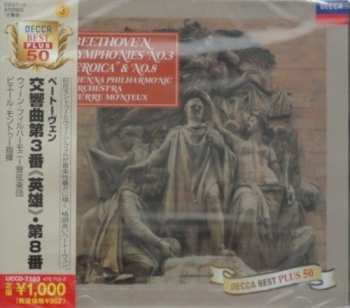 DECCA
BEST
PLUS
50
ベートーヴェン
交響曲第3番《英雄》・第8番
ウィーン・フィルハーモニー管弦楽団
ピエール・モントゥー指揮
UCCD-7103
¥1,000
DECCA
BEETHOVEN
SYMPHONIES NO.3
'EROICA' & NO.8
VIENNA PHILHARMONIC
ORCHESTRA
PIERRE MONTEUX
DECCA BEST PLUS 50